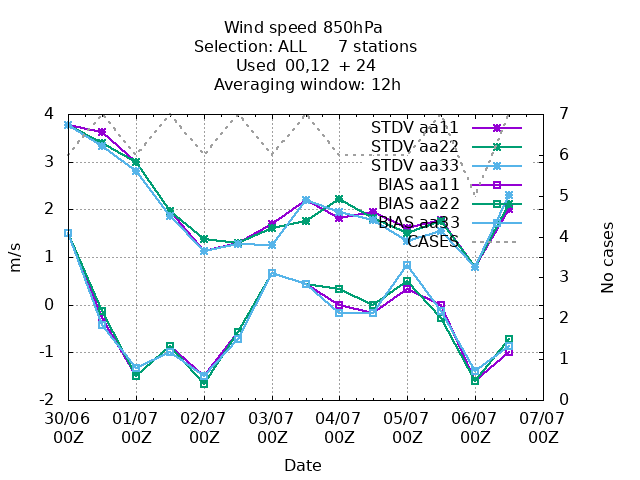 Wind speed 850hPa
Selection: ALL 7 stations
Used 00,12 + 24
Averaging window: 12h
4 7
STDV aa11
STDV aa22
3 6
STDV aa33
BIAS aa11
5
BIAS aa22
2
BIAS aa33
CASES
4
1
m/s
No cases
3
0
2
-1 1
-2 0
30/06 01/07 02/07 03/07 04/07 05/07 06/07 07/07
00Z 00Z 00Z 00Z 00Z 00Z 00Z 00Z
Date